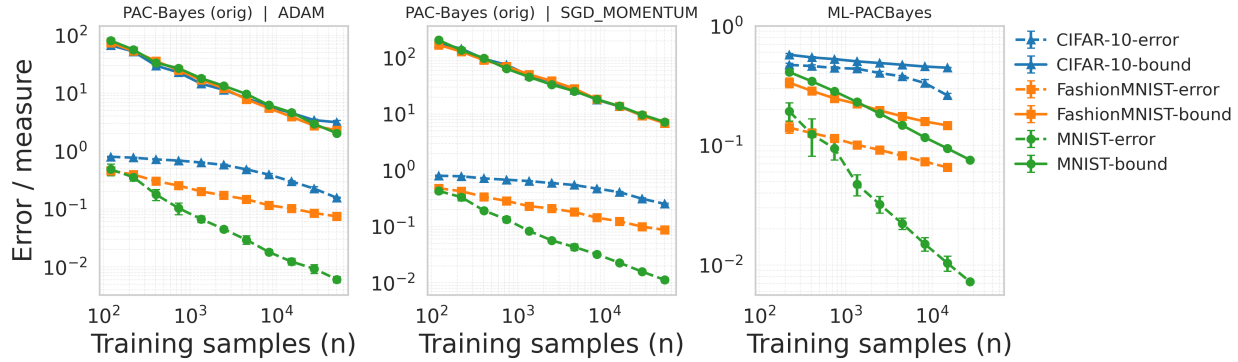 PAC-Bayes (orig) | ADAM
PAC-Bayes (orig) | SGD_MOMENTUM
ML-PACBayes
Error / measure
10²
10¹
10⁰
10⁻¹
10⁻²
10² 10³ 10⁴
Training samples (n)
10²
10¹
10⁰
10⁻¹
10⁻²
10² 10³ 10⁴
Training samples (n)
10⁰
10⁻¹
10⁻²
10² 10³ 10⁴
Training samples (n)
CIFAR-10-error
CIFAR-10-bound
FashionMNIST-error
FashionMNIST-bound
MNIST-error
MNIST-bound